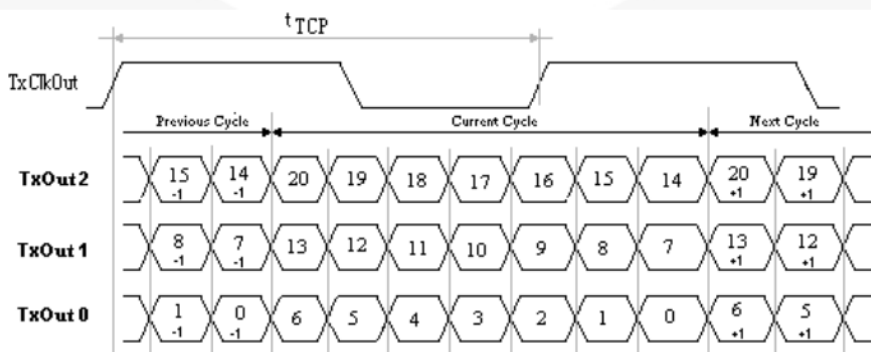 t TCP
TxClkOut
Previous Cycle Current Cycle Next Cycle
TxOut 2 15 -1 14 -1 20 19 18 17 16 15 14 20 +1 19 +1
TxOut 1 8 -1 7 -1 13 12 11 10 9 8 7 13 +1 12 +1
TxOut 0 1 -1 0 -1 6 5 4 3 2 1 0 6 +1 5 +1